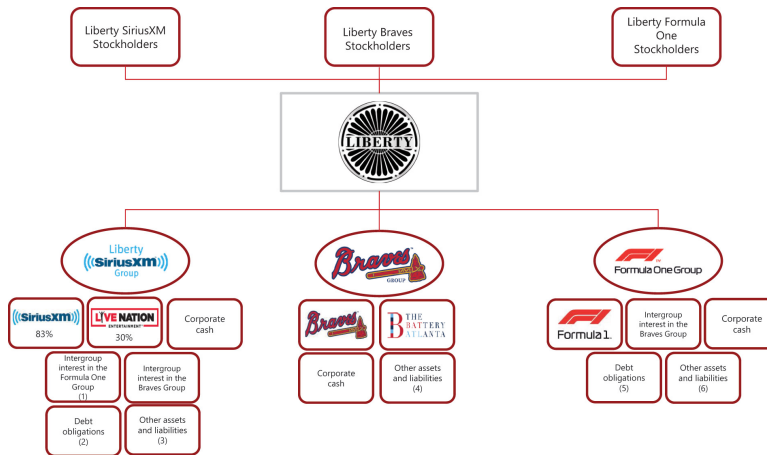 Liberty SiriusXM
Stockholders
Liberty Braves
Stockholders
Liberty Formula
One
Stockholders
LIBERTY
Liberty
((SiriusXM))
Group
Braves
GROUP
F1™
Formula One Group
((SiriusXM))
83%
LIVE NATION
ENTERTAINMENT
30%
Corporate
cash
Intergroup
interest in the
Formula One
Group
(1)
Intergroup
interest in the
Braves Group
Debt
obligations
(2)
Other assets
and liabilities
(3)
Braves
THE
BATTERY
ATLANTA
Corporate
cash
Other assets
and liabilities
(4)
F1
Formula 1.
Intergroup
interest in the
Braves Group
Corporate
cash
Debt
obligations
(5)
Other assets
and liabilities
(6)